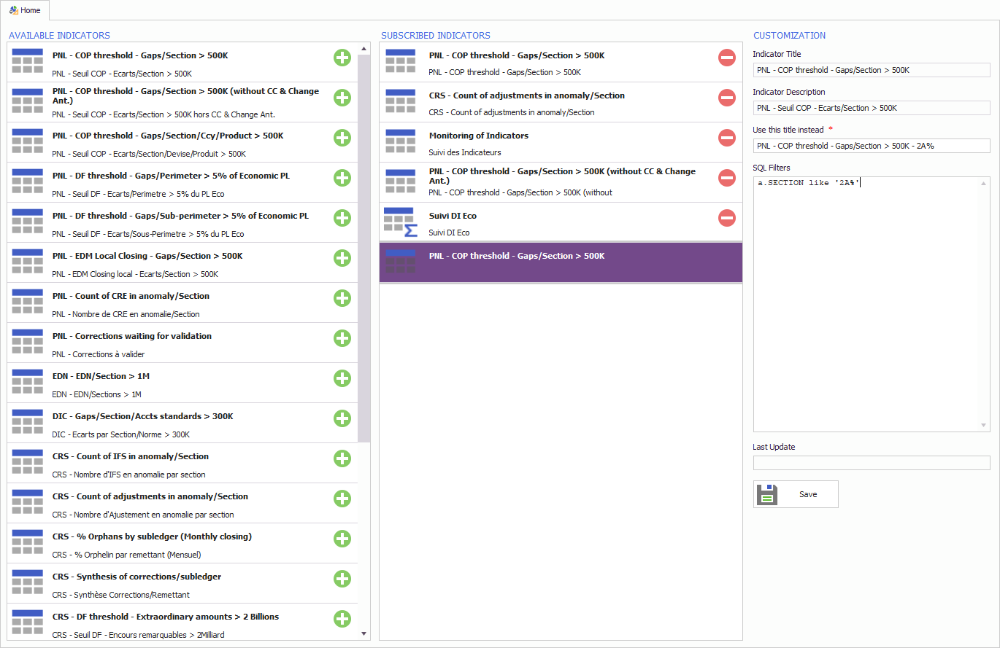 Home
AVAILABLE INDICATORS
PNL - COP threshold - Gaps/Section > 500K
PNL - Seuil COP - Ecarts/Section > 500K
PNL - COP threshold - Gaps/Section > 500K (without CC & Change
Ant.)
PNL - Seuil COP - Ecarts/Section > 500K hors CC & Change Ant.
PNL - COP threshold - Gaps/Section/Ccy/Product > 500K
PNL - Seuil COP - Ecarts/Section/Devise/Produit > 500K
PNL - DF threshold - Gaps/Perimeter > 5% of Economic PL
PNL - Seuil DF - Ecarts/Perimetre > 5% du PL Eco
PNL - DF threshold - Gaps/Sub-perimeter > 5% of Economic PL
PNL - Seuil DF - Ecarts/Sous-Perimetre > 5% du PL Eco
PNL - EDM Local Closing - Gaps/Section > 500K
PNL - EDM Closing local - Ecarts/Section > 500K
PNL - Count of CRE in anomaly/Section
PNL - Nombre de CRE en anomalie/Section
PNL - Corrections waiting for validation
PNL - Corrections à valider
EDN - EDN/Section > 1M
EDN - EDN/Sections > 1M
DIC - Gaps/Section/Accts standards > 300K
DIC - Ecarts par Section/Norme > 300K
CRS - Count of IFS in anomaly/Section
CRS - Nombre d'IFS en anomalie par section
CRS - Count of adjustments in anomaly/Section
CRS - Nombre d'Ajustement en anomalie par section
CRS - % Orphans by subledger (Monthly closing)
CRS - % Orphelin par remettant (Mensuel)
CRS - Synthesis of corrections/subledger
CRS - Synthèse Corrections/Remettant
CRS - DF threshold - Extraordinary amounts > 2 Billions
CRS - Seuil DF - Encours remarquables > 2Milliard
SUBSCRIBED INDICATORS
PNL - COP threshold - Gaps/Section > 500K
PNL - COP threshold - Gaps/Section > 500K
CRS - Count of adjustments in anomaly/Section
CRS - Count of adjustments in anomaly/Section
Monitoring of Indicators
Suivi des Indicateurs
PNL - COP threshold - Gaps/Section > 500K (without CC & Change
Ant.)
PNL - COP threshold - Gaps/Section > 500K (without
Suivi DI Eco
Suivi DI Eco
PNL - COP threshold - Gaps/Section > 500K
CUSTOMIZATION
Indicator Title
PNL - COP threshold - Gaps/Section > 500K
Indicator Description
PNL - Seuil COP - Ecarts/Section > 500K
Use this title instead *
PNL - COP threshold - Gaps/Section > 500K - 2A%
SQL Filters
a.SECTION like '2A%'
Last Update
Save